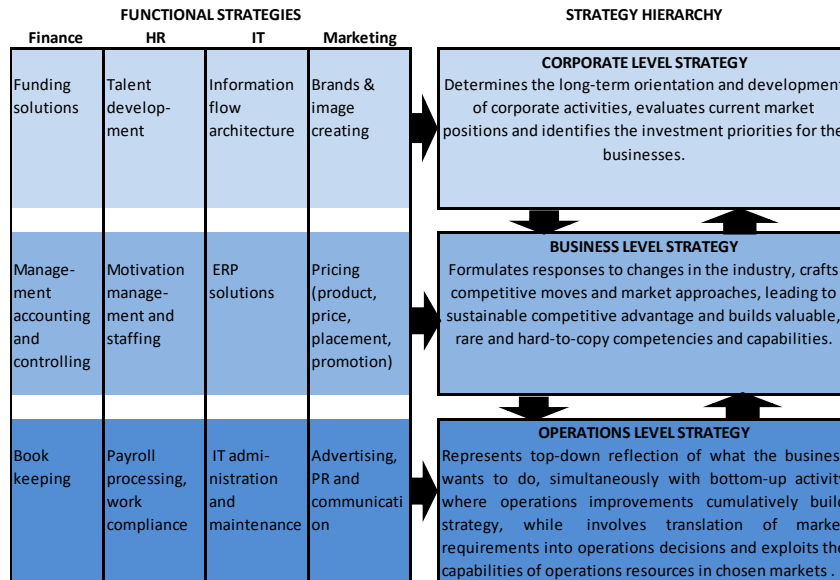 FUNCTIONAL STRATEGIES
STRATEGY HIERARCHY
Finance HR IT Marketing
Funding
solutions
Talent
develop-
ment
Information
flow
architecture
Brands &
image
creating
CORPORATE LEVEL STRATEGY
Determines the long-term orientation and development
of corporate activities, evaluates current market
positions and identifies the investment priorities for the
businesses.
Manage-
ment
accounting
and
controlling
Motivation
manage-
ment and
staffing
ERP
solutions
Pricing
(product,
price,
placement,
promotion)
BUSINESS LEVEL STRATEGY
Formulates responses to changes in the industry, crafts
competitive moves and market approaches, leading to
sustainable competitive advantage and builds valuable,
rare and hard-to-copy competencies and capabilities.
Book
keeping
Payroll
processing,
work
compliance
IT admi-
nistration
and
maintenance
Advertising,
PR and
communicati
on
OPERATIONS LEVEL STRATEGY
Represents top-down reflection of what the busines
wants to do, simultaneously with bottom-up activit
where operations improvements cumulatively build
strategy, while involves translation of marke
requirements into operations decisions and exploits the
capabilities of operations resources in chosen markets .